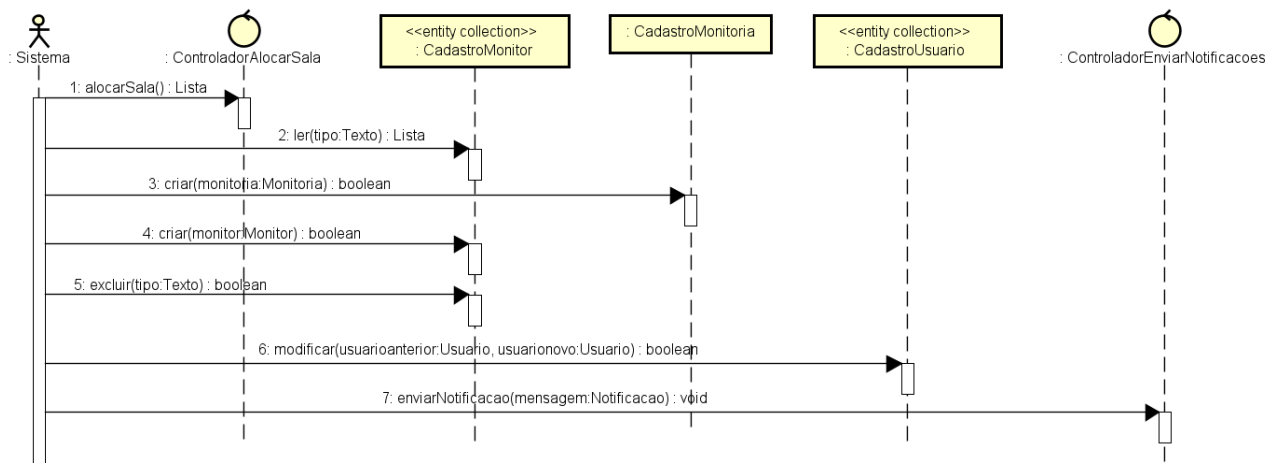 <<entity collection>>
: CadastroMonitor
: CadastroMonitoria
<<entity collection>>
: CadastroUsuario
: Sistema
: ControladorAlocarSala
: ControladorEnviarNotificacoes
1: alocarSala() : Lista
2: ler(tipo:Texto) : Lista
3: criar(monitoria:Monitoria) : boolean
4: criar(monitor:Monitor) : boolean
5: excluir(tipo:Texto) : boolean
6: modificar(usuarioanterior:Usuario, usuarionovo:Usuario) : boolean
7: enviarNotificacao(mensagem:Notificacao) : void